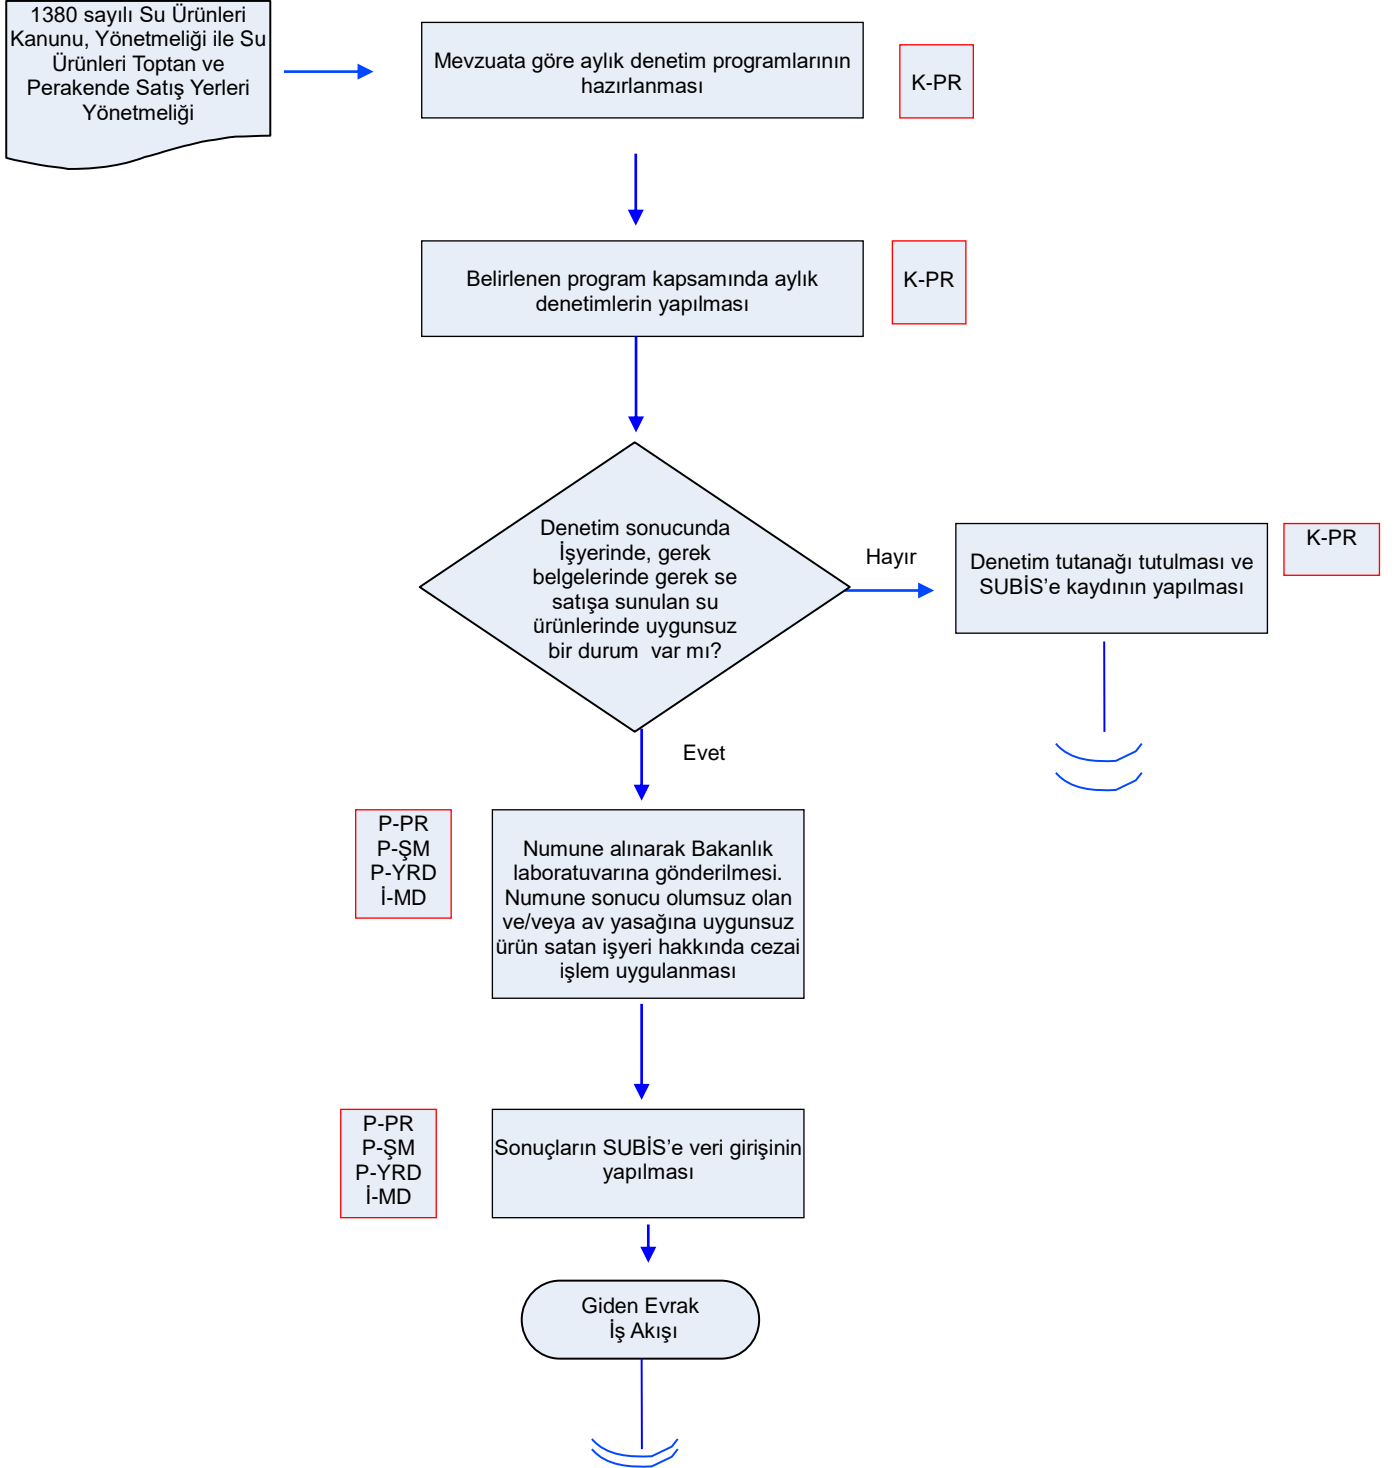 1380 sayılı Su Ürünleri
Kanunu, Yönetmeliği ile Su
Ürünleri Toptan ve
Perakende Satış Yerleri
Yönetmeliği
Mevzuata göre aylık denetim programlarının
hazırlanması
K-PR
Belirlenen program kapsamında aylık
denetimlerin yapılması
K-PR
Denetim sonucunda
İşyerinde, gerek
belgelerinde gerek se
satışa sunulan su
ürünlerinde uygunsuz
bir durum  var mı?
Hayır
Denetim tutanağı tutulması ve
SUBİS’e kaydının yapılması
K-PR
Evet
P-PR
P-ŞM
P-YRD
İ-MD
Numune alınarak Bakanlık
laboratuvarına gönderilmesi.
Numune sonucu olumsuz olan
ve/veya av yasağına uygunsuz
ürün satan işyeri hakkında cezai
işlem uygulanması
P-PR
P-ŞM
P-YRD
İ-MD
Sonuçların SUBİS’e veri girişinin
yapılması
Giden Evrak
İş Akışı